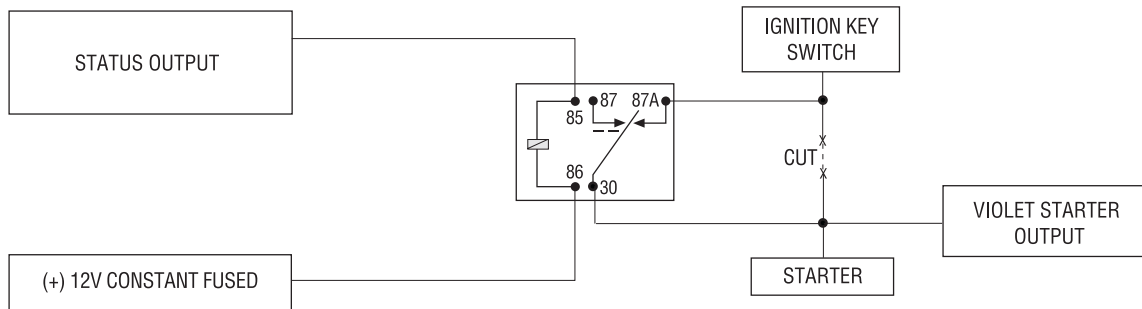 STATUS OUTPUT
IGNITION KEY
SWITCH
87
87A
85
CUT
86
30
VIOLET STARTER
OUTPUT
(+) 12V CONSTANT FUSED
STARTER